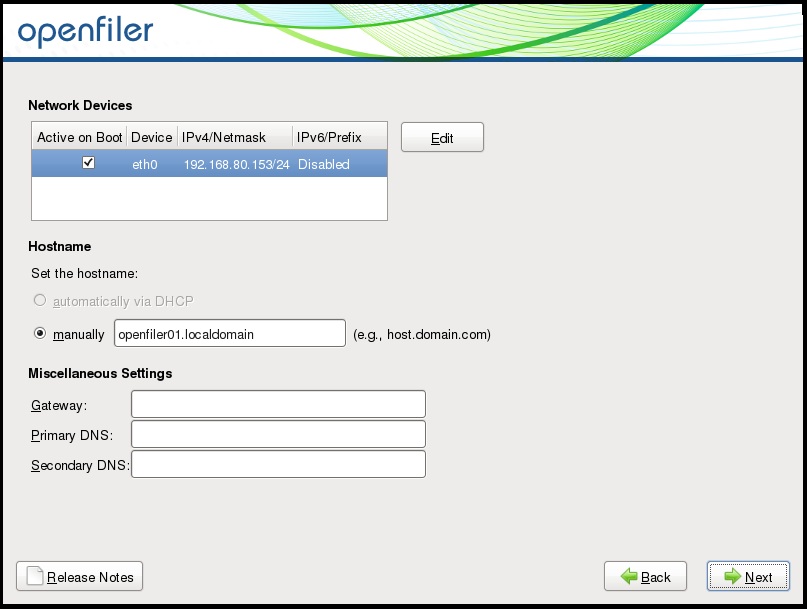 openfiler
Network Devices
Active on Boot Device IPv4/Netmask IPv6/Prefix
eth0 192.168.80.153/24 Disabled
Edit
Hostname
Set the hostname:
automatically via DHCP
manually openfiler01.localdomain (e.g., host.domain.com)
Miscellaneous Settings
Gateway:
Primary DNS:
Secondary DNS:
Release Notes Back Next